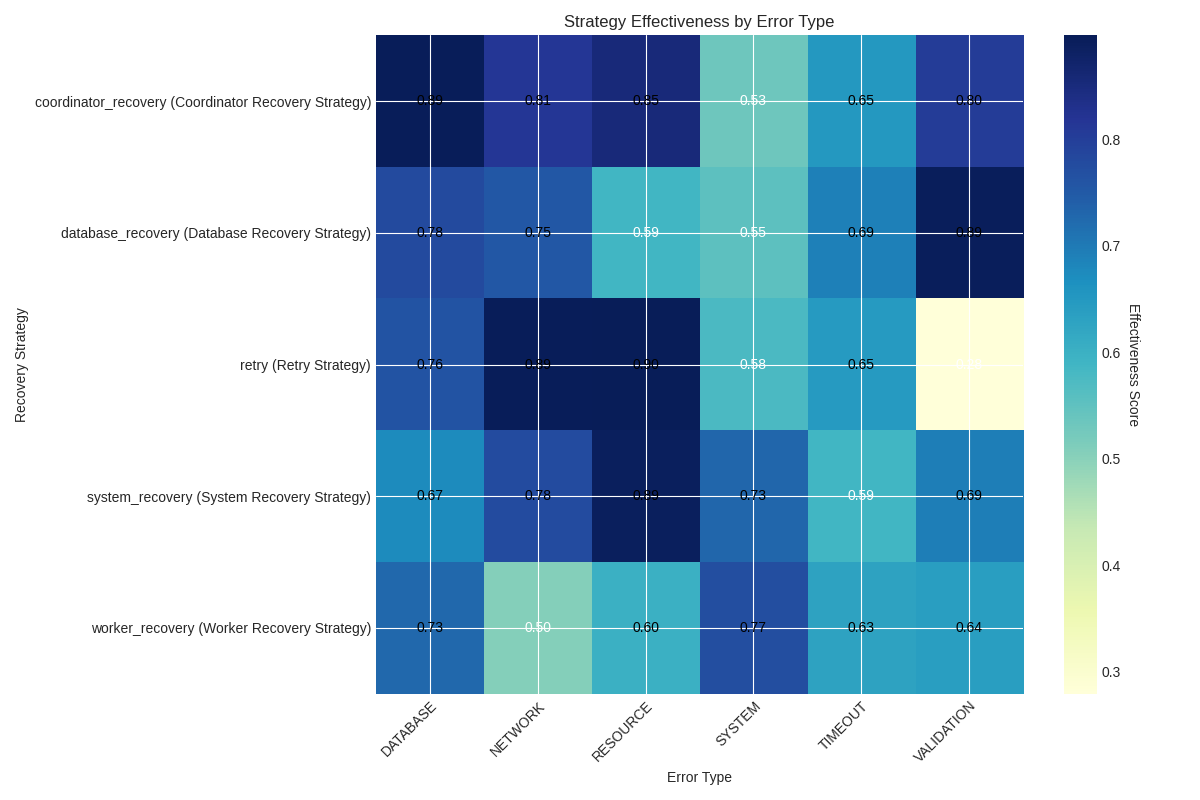 Strategy Effectiveness by Error Type
coordinator_recovery (Coordinator Recovery Strategy) 0.89 0.81 0.85 0.53 0.65 0.80
database_recovery (Database Recovery Strategy) 0.78 0.75 0.59 0.55 0.69 0.89
retry (Retry Strategy) 0.76 0.89 0.90 0.58 0.65
system_recovery (System Recovery Strategy) 0.67 0.78 0.89 0.73 0.59 0.69
worker_recovery (Worker Recovery Strategy) 0.73 0.50 0.60 0.77 0.63 0.64
Recovery Strategy
DATABASE NETWORK RESOURCE SYSTEM TIMEOUT VALIDATION
Error Type
0.8
0.7
0.6
0.5
0.4
0.3
Effectiveness Score